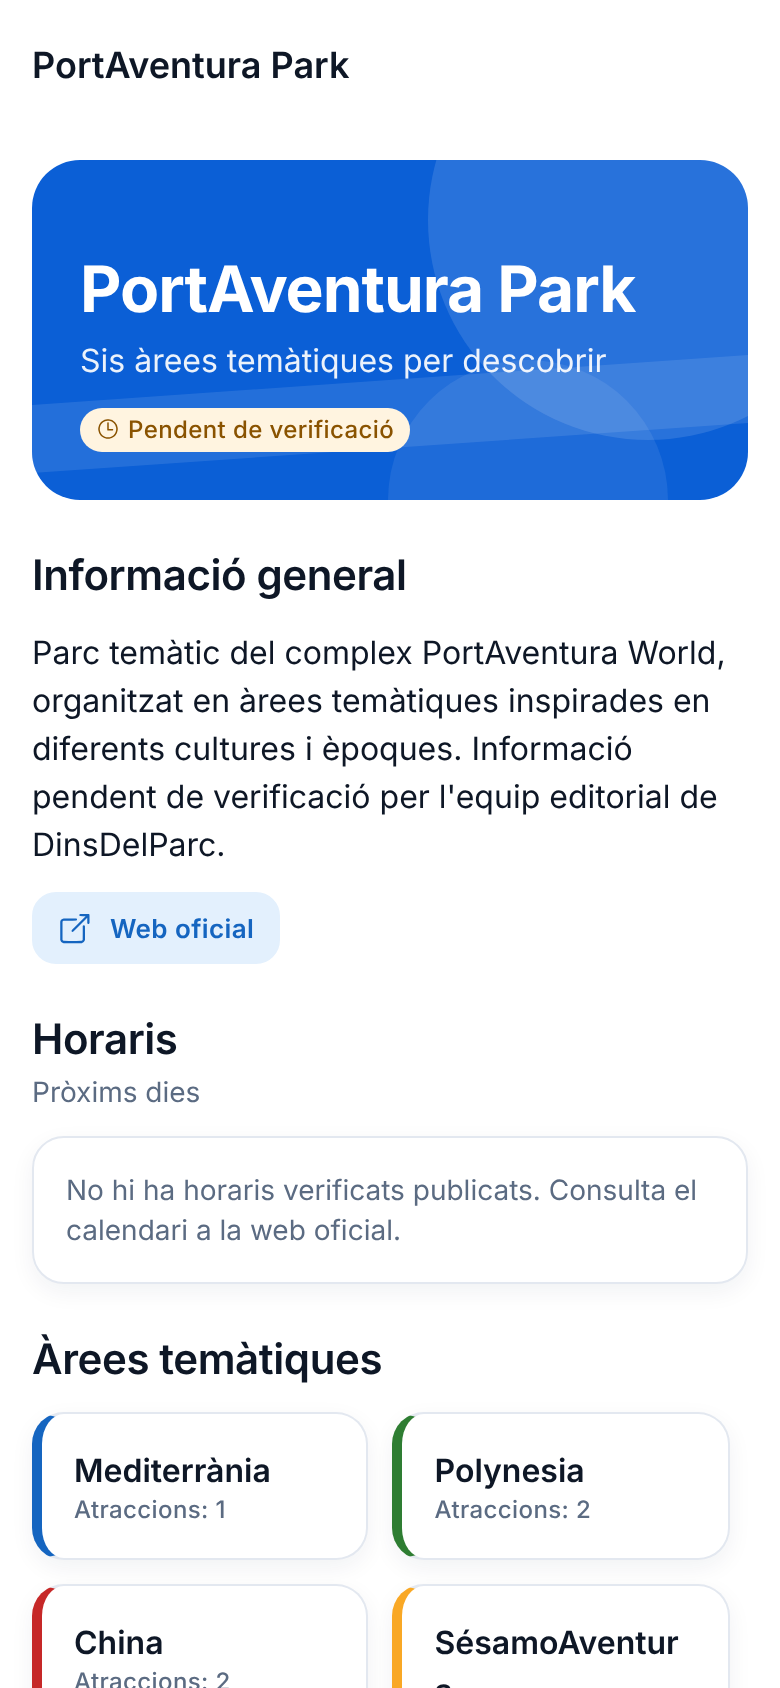 PortAventura Park
PortAventura Park
Sis àrees temàtiques per descobrir
Pendent de verificació
Informació general
Parc temàtic del complex PortAventura World,
organitzat en àrees temàtiques inspirades en
diferents cultures i èpoques. Informació
pendent de verificació per l'equip editorial de
DinsDelParc.
Web oficial
Horaris
Pròxims dies
No hi ha horaris verificats publicats. Consulta el
calendari a la web oficial.
Àrees temàtiques
Mediterrània
Atraccions: 1
Polynesia
Atraccions: 2
China
Atraccions: 2
SésamoAventur
a